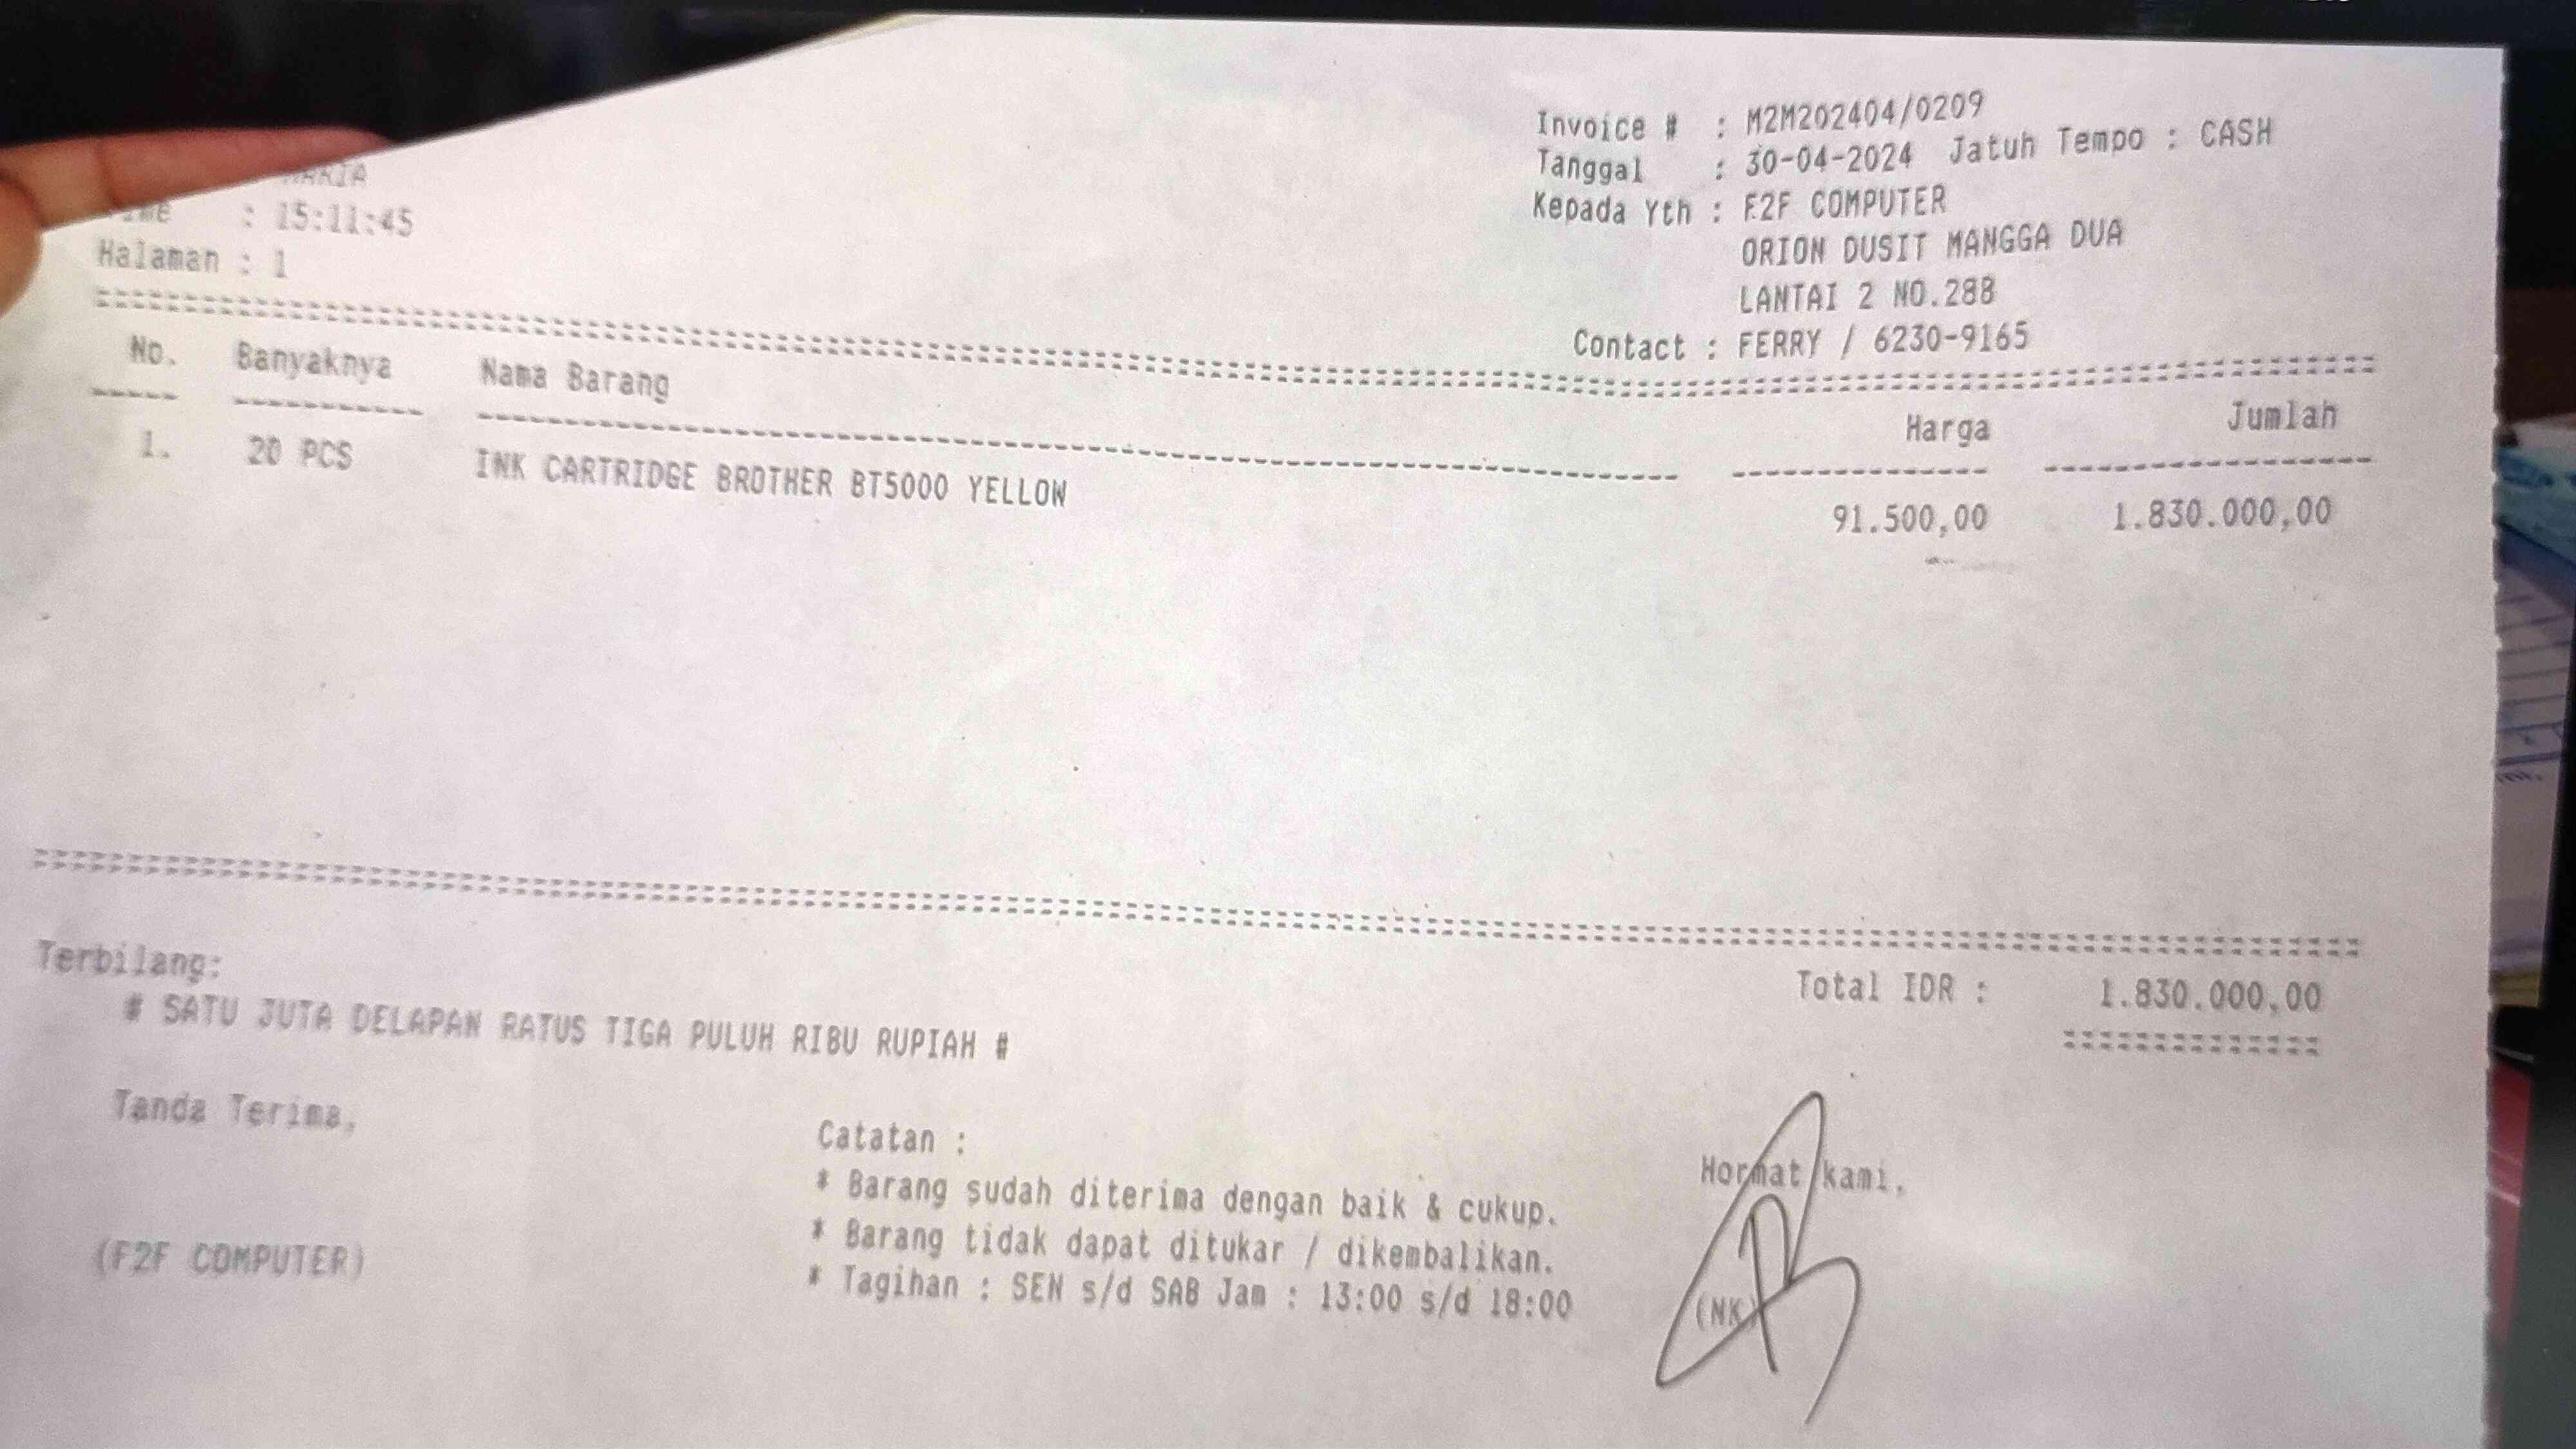 Invoice # : M2M202404/0209
Tanggal : 30-04-2024 Jatuh Tempo : CASH
Kepada Yth : F2F COMPUTER
ORION DUSIT MANGGA DUA
LANTAI 2 NO.28B
Contact : FERRY / 6230-9165
: 15:11:45
Halaman : 1
No. Banyaknya Nama Barang Harga Jumlah
1. 20 PCS INK CARTRIDGE BROTHER BT5000 YELLOW 91.500,00 1.830.000,00
Terbilang: Total IDR : 1.830.000,00
# SATU JUTA DELAPAN RATUS TIGA PULUH RIBU RUPIAH #
Tanda Terima,
(F2F COMPUTER)
Catatan :
* Barang sudah diterima dengan baik & cukup.
* Barang tidak dapat ditukar / dikembalikan.
* Tagihan : SEN s/d SAB Jam : 13:00 s/d 18:00
Hormat kami,
(NK)